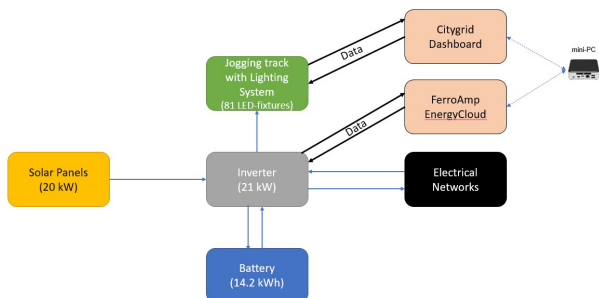 Citygrid
Dashboard
mini-PC
Jogging track
with Lighting
System
(81 LED-fixtures)
Data
FerroAmp
EnergyCloud
Data
Solar Panels
(20 kW)
Inverter
(21 kW)
Electrical
Networks
Battery
(14.2 kWh)